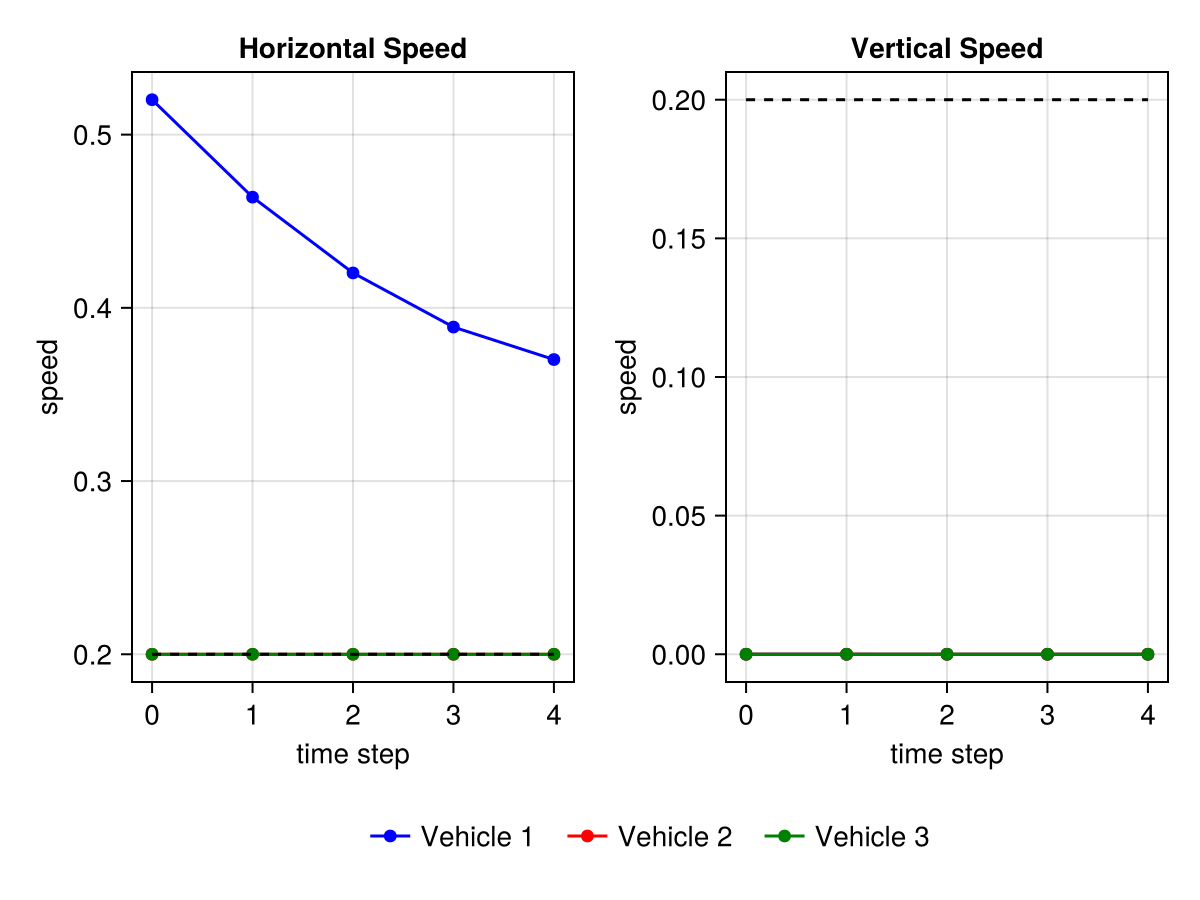 Horizontal Speed
speed
0.5
0.4
0.3
0.2
0 1 2 3 4
time step
Vertical Speed
speed
0.20
0.15
0.10
0.05
0.00
0 1 2 3 4
time step
Vehicle 1 Vehicle 2 Vehicle 3